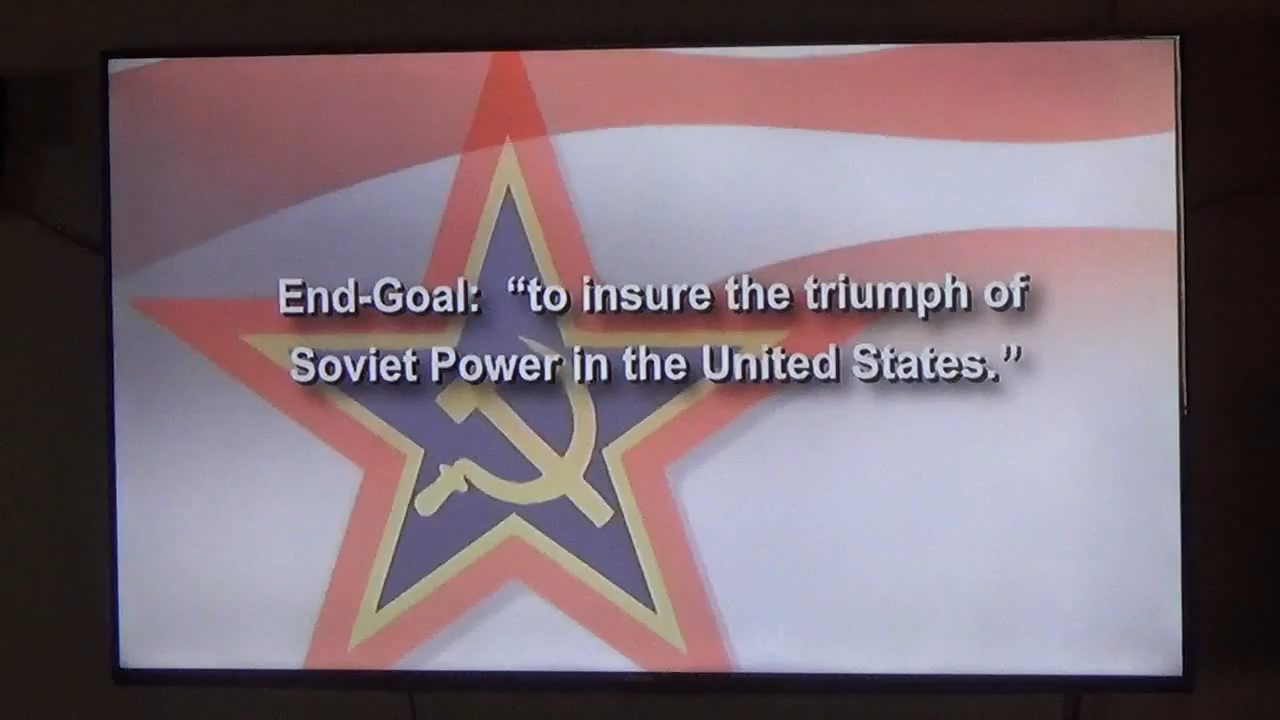 End-Goal: “to insure the triumph of
Soviet Power in the United States.”